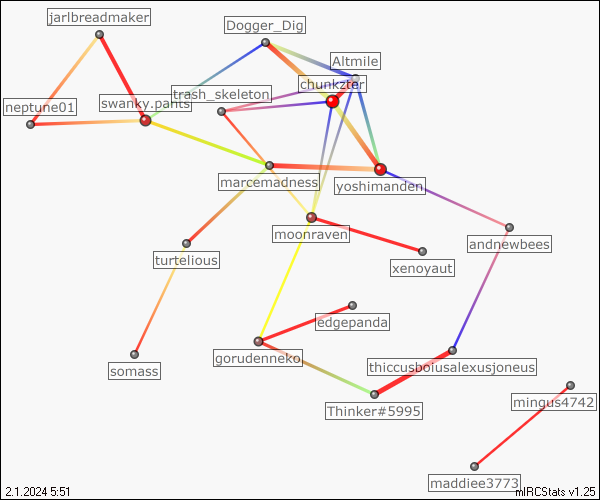 jarlbreadmaker
Dogger_Dig
Altmile
chunkzter
trash_skeleton
swanky.pants
neptune01
marcemadness
yoshimanden
moonraven
andnewbees
turtelious
xenoyaut
edgepanda
gorudenneko
thiccusboiusalexusjoneus
somass
Thinker#5995
mingus4742
maddiee3773
2.1.2024 5:51
mIRCStats v1.25